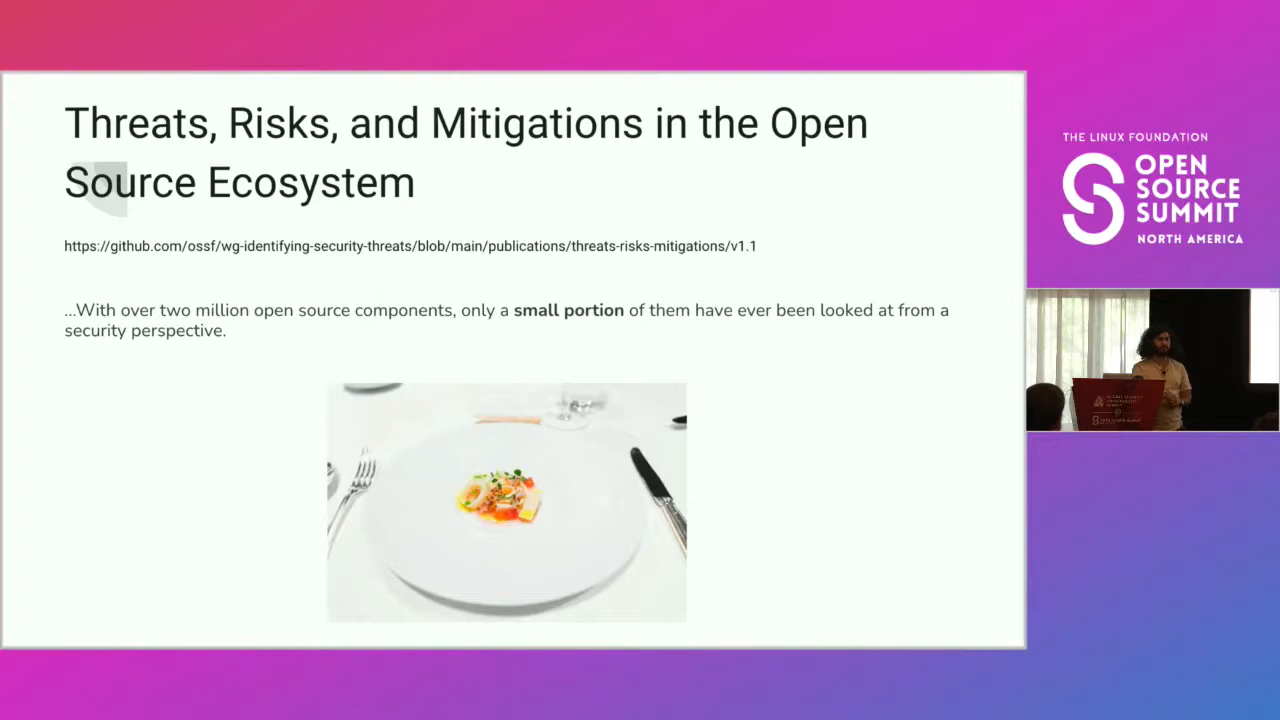 Threats, Risks, and Mitigations in the Open
Source Ecosystem
https://github.com/ossf/wg-identifying-security-threats/blob/main/publications/threats-risks-mitigations/v1.1
...With over two million open source components, only a small portion of them have ever been looked at from a
security perspective.
THE LINUX FOUNDATION
OPEN
SOURCE
SUMMIT
NORTH AMERICA